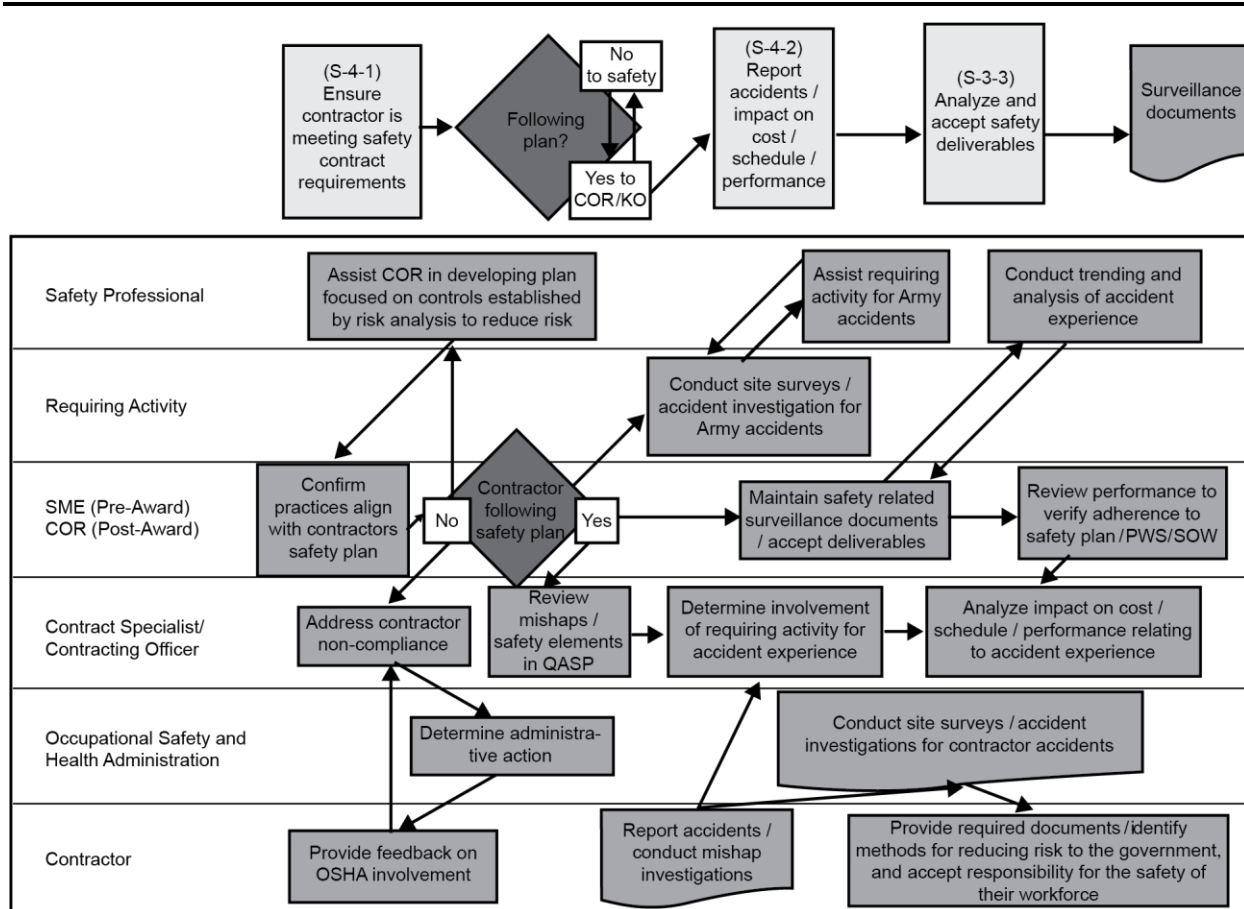 (S-4-1)
Ensure
contractor is
meeting safety
contract
requirements
Following
plan?
No
to safety
Yes to
COR/KO
(S-4-2)
Report
accidents /
impact on
cost /
schedule /
performance
(S-3-3)
Analyze and
accept safety
deliverables
Surveillance
documents
Safety Professional
Assist COR in developing plan
focused on controls established
by risk analysis to reduce risk
Assist requiring
activity for Army
accidents
Conduct trending and
analysis of accident
experience
Requiring Activity
Conduct site surveys /
accident investigation for
Army accidents
SME (Pre-Award)
COR (Post-Award)
Confirm
practices align
with contractors
safety plan
No
Contractor
following
safety plan
Yes
Maintain safety related
surveillance documents
/ accept deliverables
Review performance to
verify adherence to
safety plan/PWS/SOW
Contract Specialist/
Contracting Officer
Address contractor
non-compliance
Review
mishaps /
safety elements
in QASP
Determine involvement
of requiring activity for
accident experience
Analyze impact on cost /
schedule / performance relating
to accident experience
Occupational Safety and
Health Administration
Determine administra-
tive action
Conduct site surveys / accident
investigations for contractor accidents
Contractor
Provide feedback on
OSHA involvement
Report accidents /
conduct mishap
investigations
Provide required documents/identify
methods for reducing risk to the government,
and accept responsibility for the safety of
their workforce